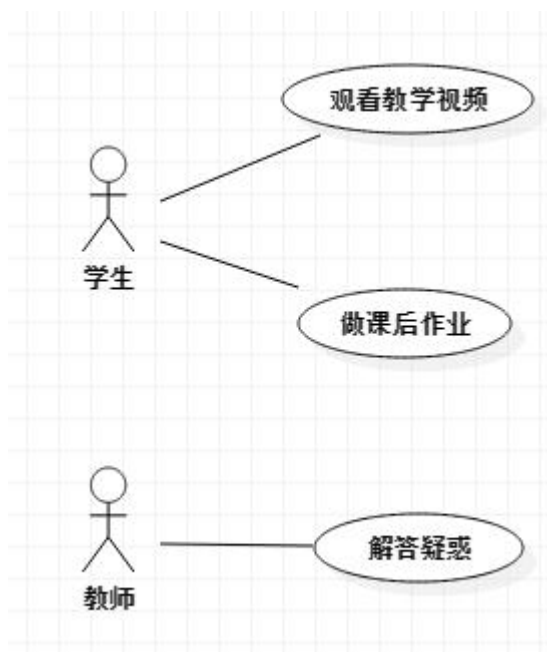 观看教学视频
学生
做课后作业
解答疑惑
教师